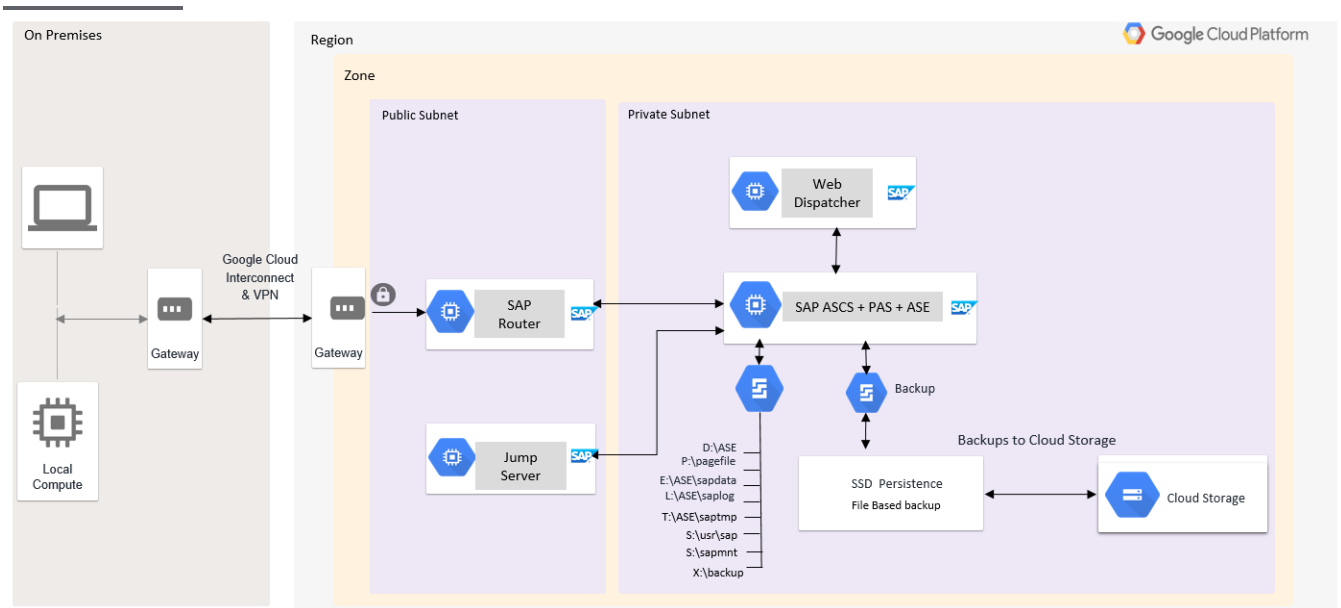 On Premises
Region
Google Cloud Platform
Zone
Public Subnet
Private Subnet
Web
Dispatcher
SAP
Google Cloud
Interconnect
& VPN
Gateway
Gateway
SAP
Router
SAP
SAP ASCS + PAS + ASE
SAP
Local
Compute
Jump
Server
SAP
Backup
D:\ASE
P:\pagefile
E:\ASE\sapdata
L:\ASE\saplog
T:\ASE\saptmp
S:\usr\sap
S:\sapmnt
X:\backup
Backups to Cloud Storage
SSD Persistence
File Based backup
Cloud Storage